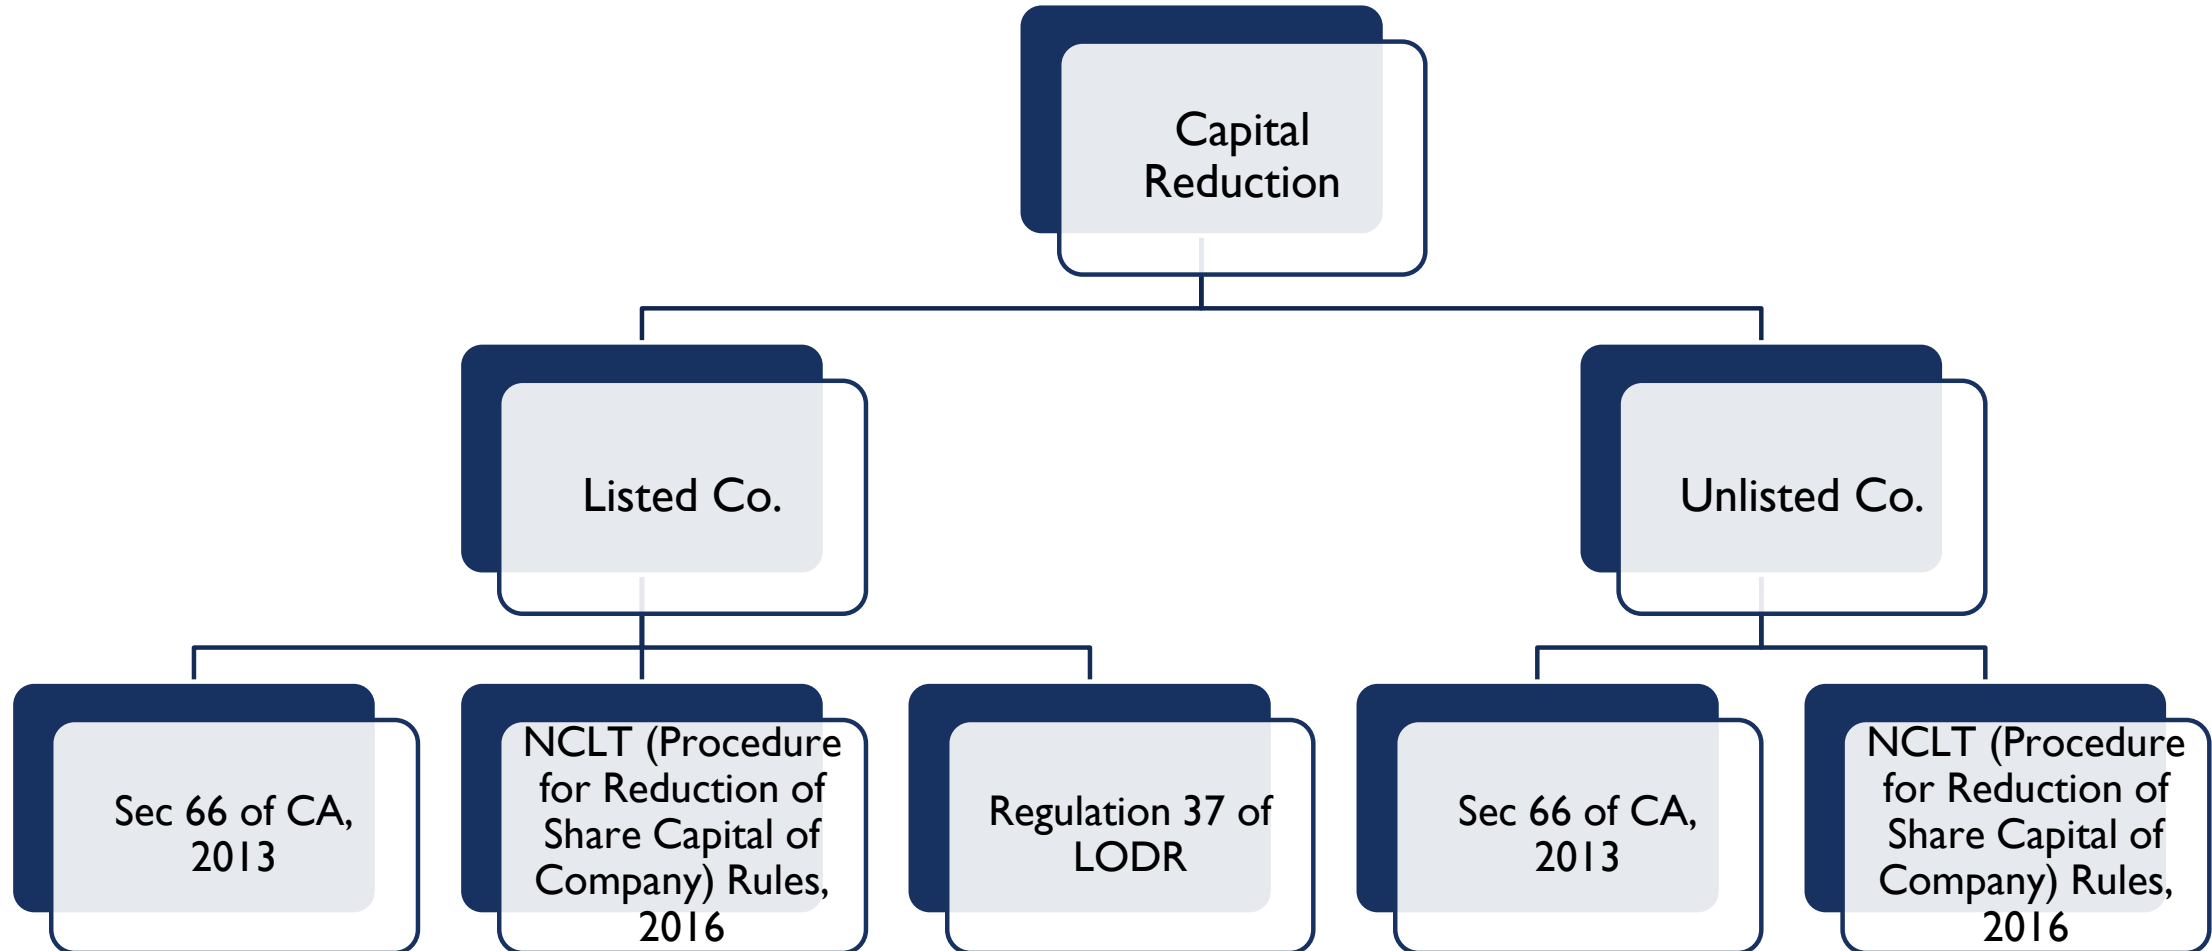 Capital
Reduction
Listed Co.
Unlisted Co.
Sec 66 of CA,
2013
NCLT (Procedure
for Reduction of
Share Capital of
Company) Rules,
2016
Regulation 37 of
LODR
Sec 66 of CA,
2013
NCLT (Procedure
for Reduction of
Share Capital of
Company) Rules,
2016